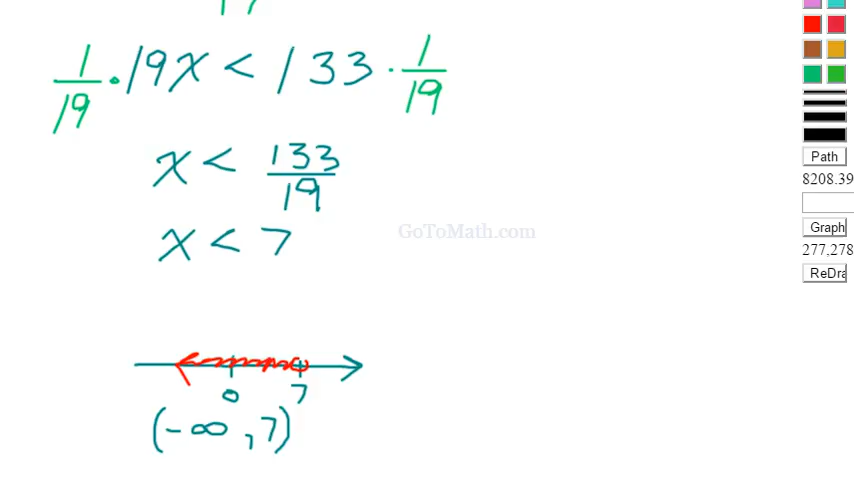 1/19 · 19x < 133 · 1/19
x < 133/19
x < 7
GoToMath.com
0 7
(-∞, 7)
Path
8208.39
Graph
277,278
ReDra